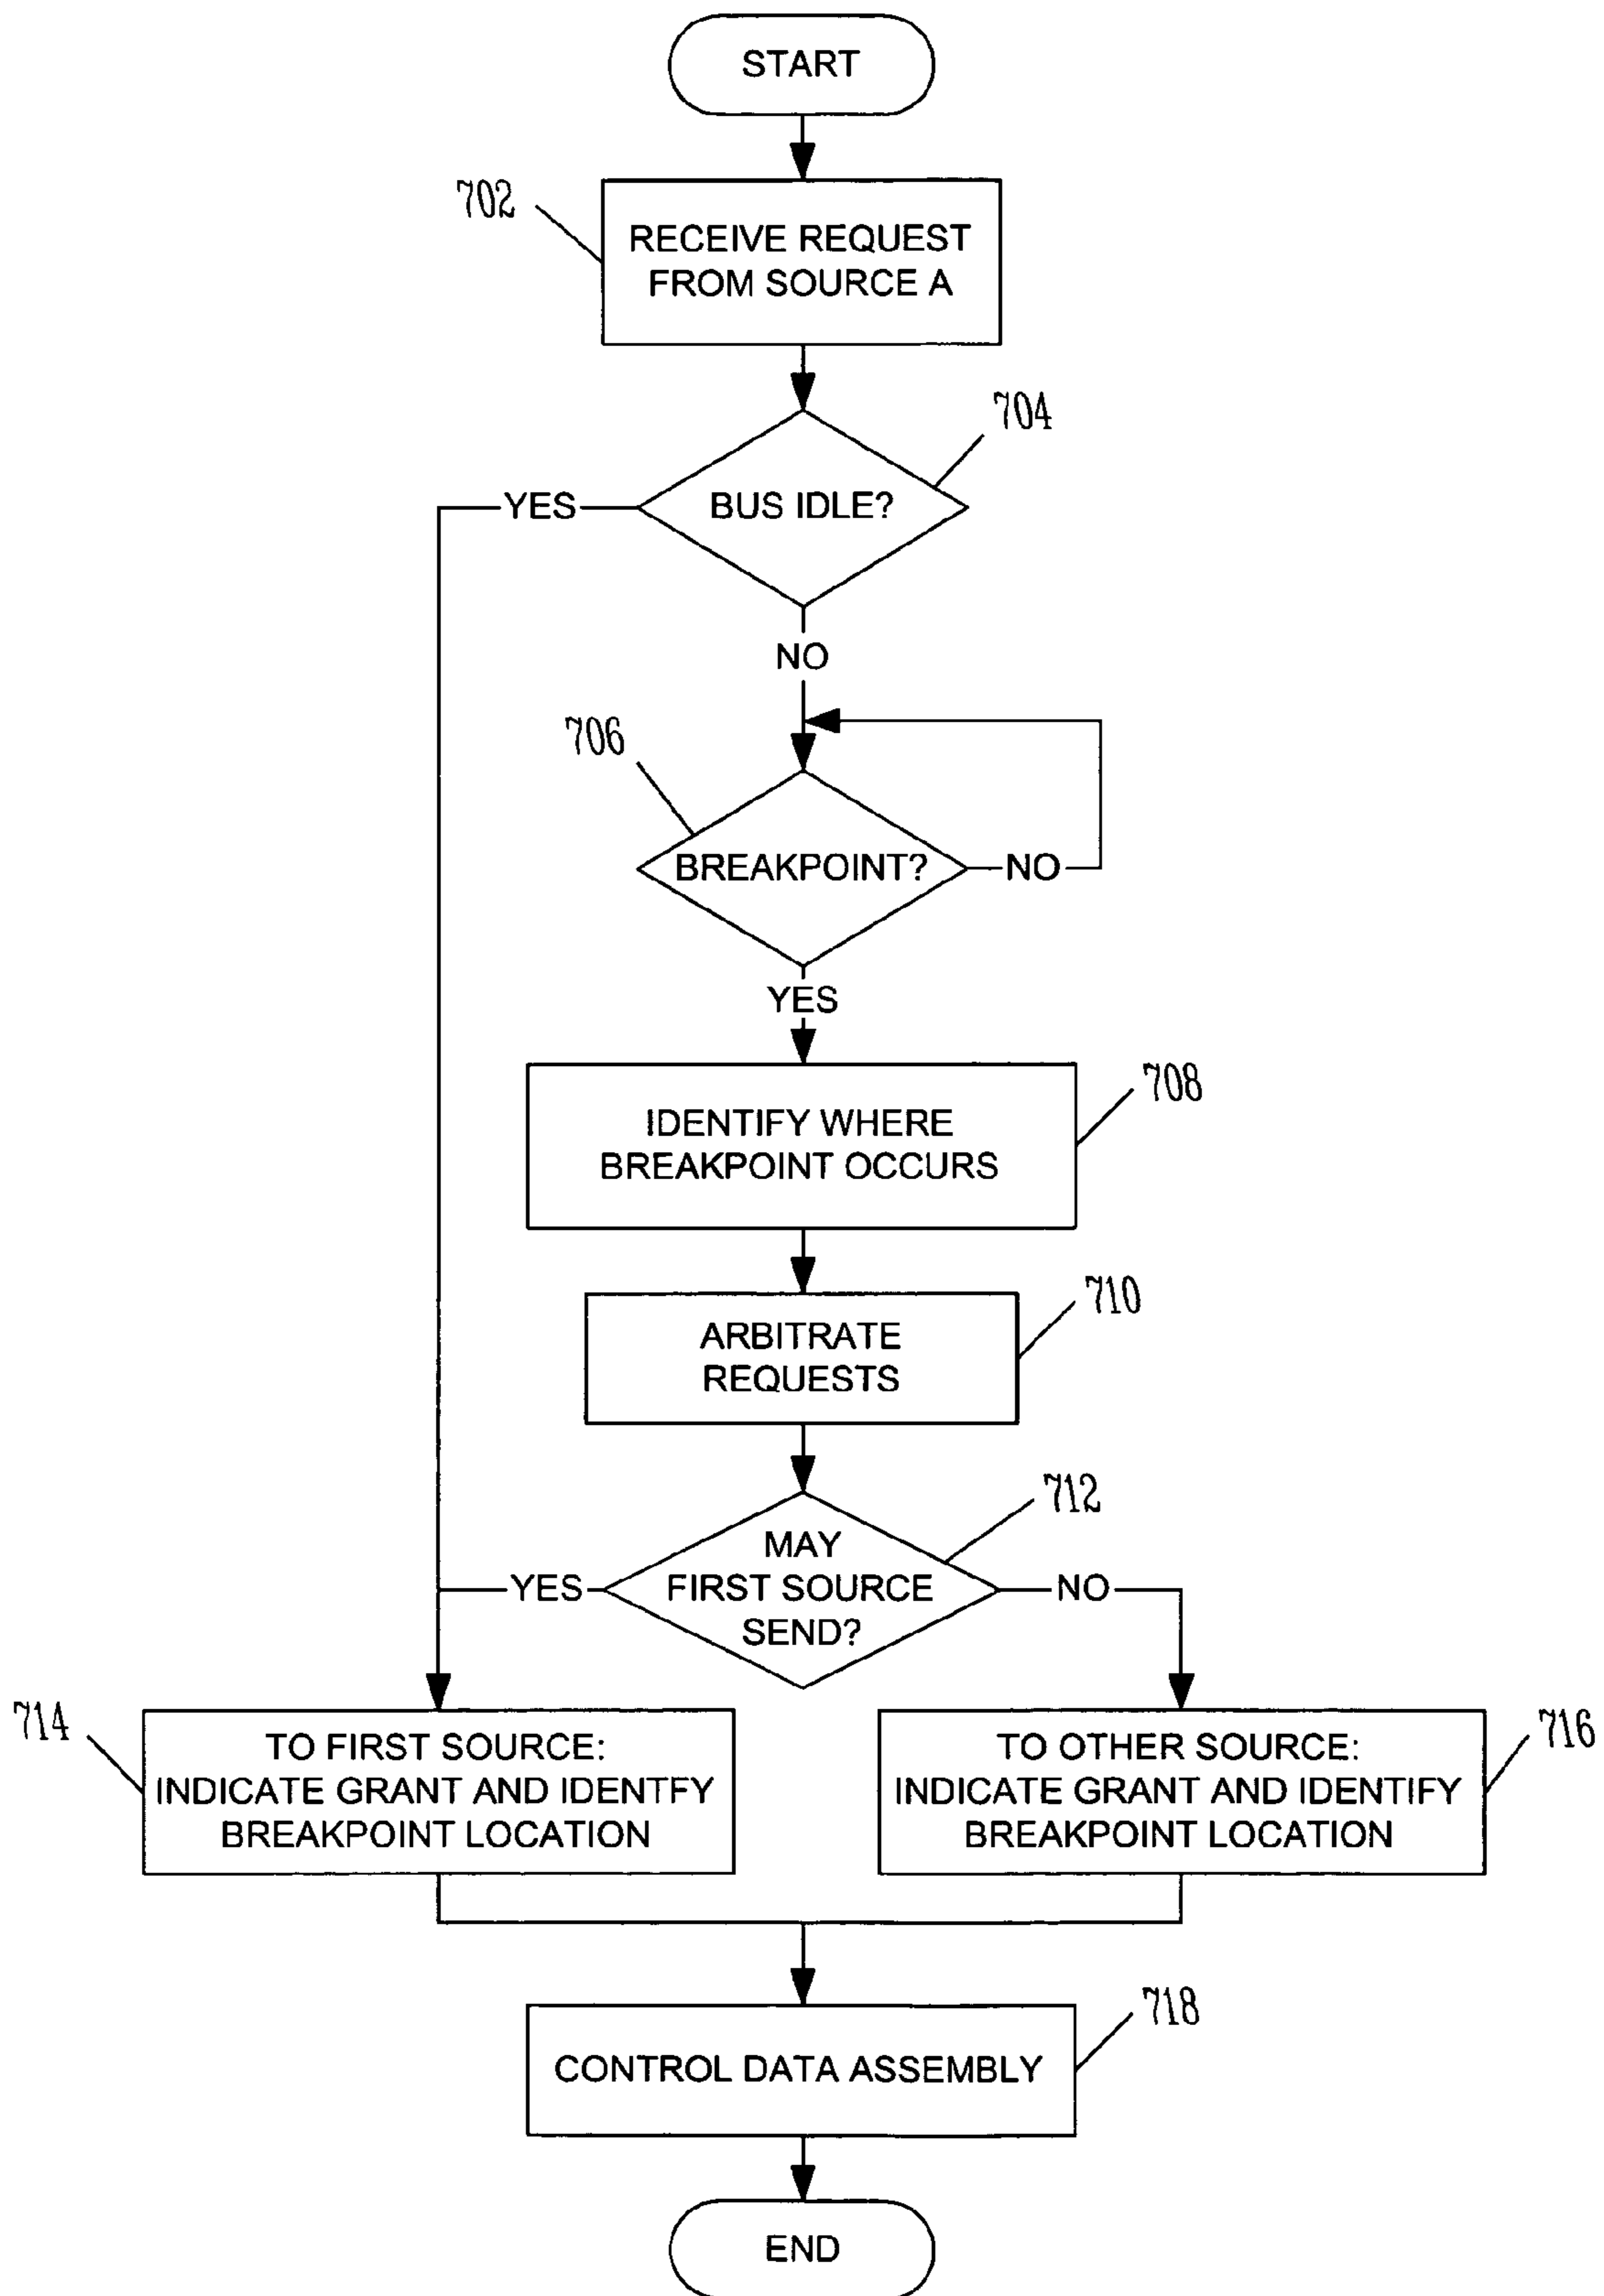 START
702
RECEIVE REQUEST
FROM SOURCE A
704
YES
BUS IDLE?
NO
706
BREAKPOINT?
NO
YES
708
IDENTIFY WHERE
BREAKPOINT OCCURS
710
ARBITRATE
REQUESTS
712
MAY
FIRST SOURCE
SEND?
YES
NO
714
TO FIRST SOURCE:
INDICATE GRANT AND IDENTFY
BREAKPOINT LOCATION
716
TO OTHER SOURCE:
INDICATE GRANT AND IDENTIFY
BREAKPOINT LOCATION
718
CONTROL DATA ASSEMBLY
END